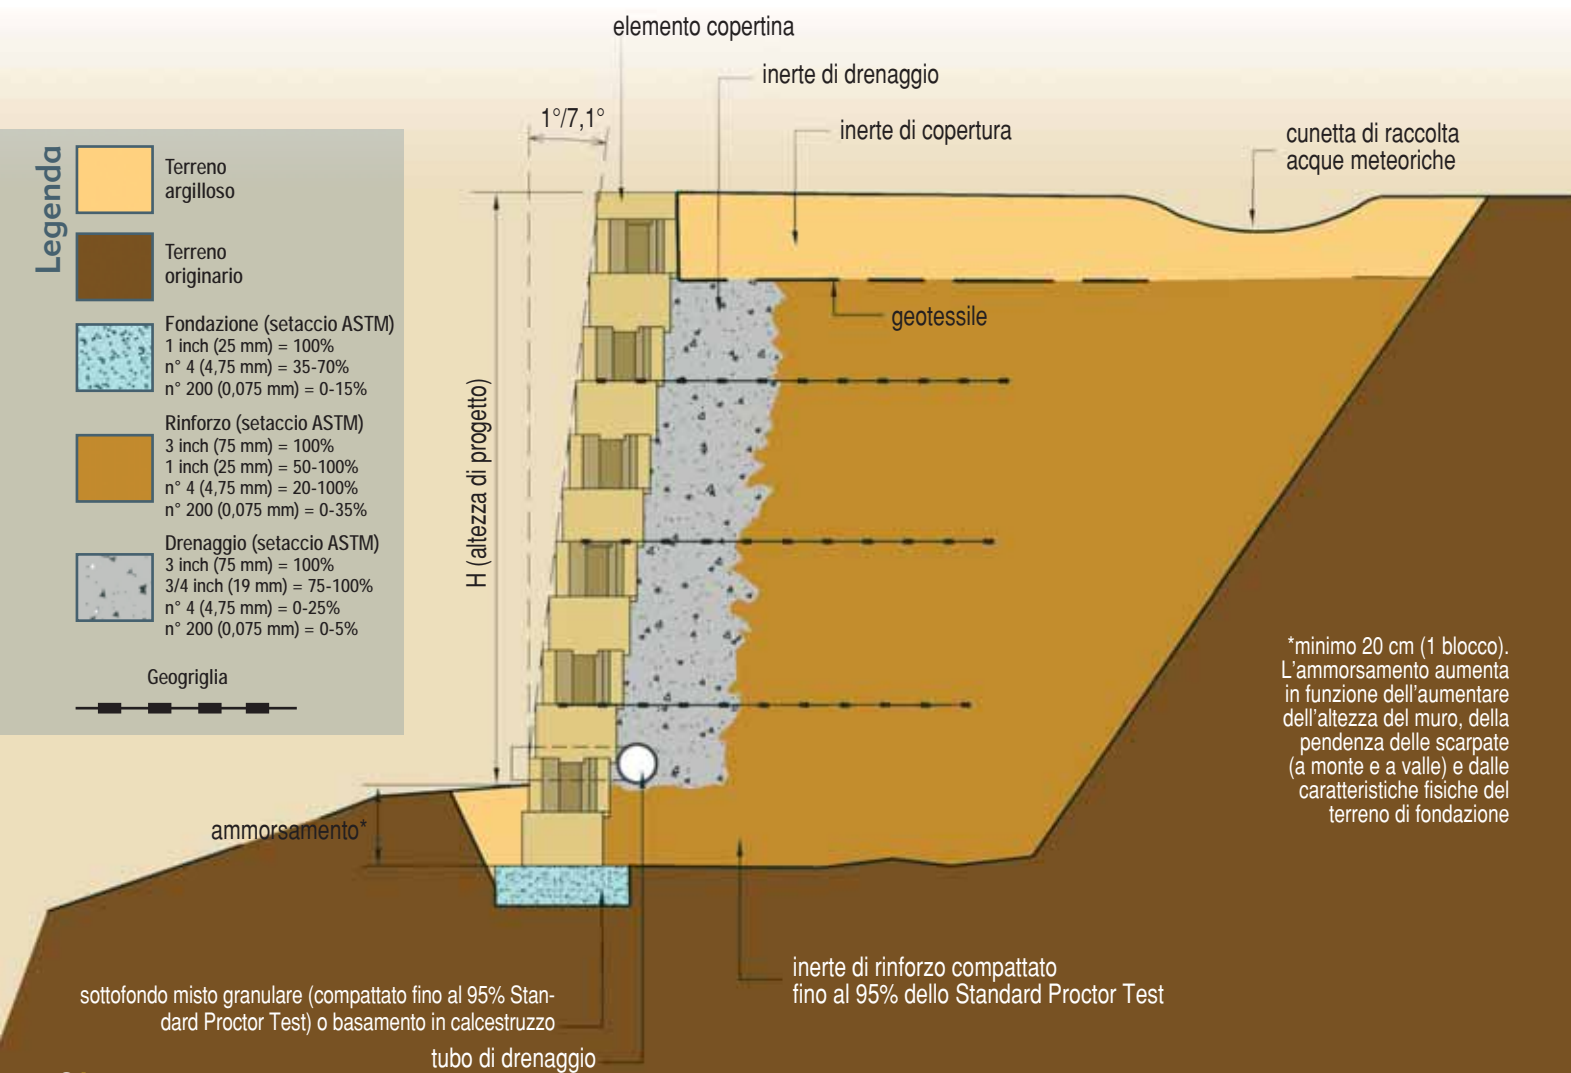 elemento copertina
inerte di drenaggio
1°/7,1°
inerte di copertura
cunetta di raccolta
acque meteoriche
Legenda
Terreno
argilloso
Terreno
originario
Fondazione (setaccio ASTM)
1 inch (25 mm) = 100%
n° 4 (4,75 mm) = 35-70%
n° 200 (0,075 mm) = 0-15%
Rinforzo (setaccio ASTM)
3 inch (75 mm) = 100%
1 inch (25 mm) = 50-100%
n° 4 (4,75 mm) = 20-100%
n° 200 (0,075 mm) = 0-35%
Drenaggio (setaccio ASTM)
3 inch (75 mm) = 100%
3/4 inch (19 mm) = 75-100%
n° 4 (4,75 mm) = 0-25%
n° 200 (0,075 mm) = 0-5%
Geogriglia
geotessile
H (altezza di progetto)
*minimo 20 cm (1 blocco).
L'ammorsamento aumenta
in funzione dell'aumentare
dell'altezza del muro, della
pendenza delle scarpate
(a monte e a valle) e dalle
caratteristiche fisiche del
terreno di fondazione
ammorsamento*
inerte di rinforzo compattato
fino al 95% dello Standard Proctor Test
sottofondo misto granulare (compattato fino al 95% Stan-
dard Proctor Test) o basamento in calcestruzzo
tubo di drenaggio